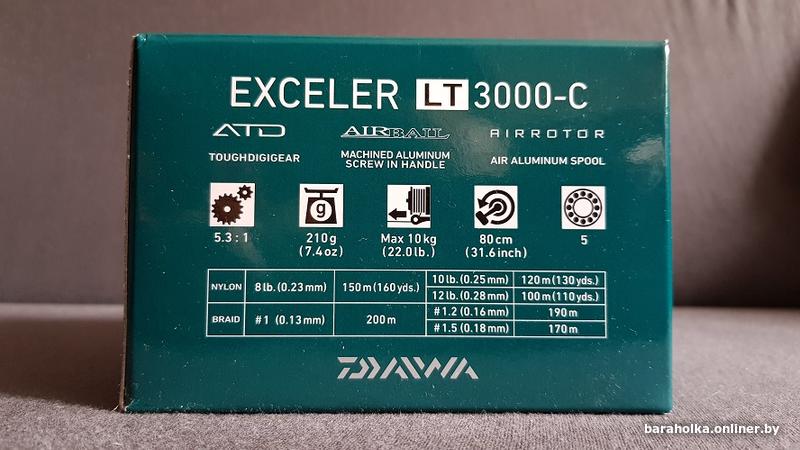 EXCELER LT 3000-C
ATD AIRBAIL AIRROTOR
TOUGHDIGIGEAR MACHINED ALUMINUM SCREW IN HANDLE AIR ALUMINUM SPOOL
g
5.3 : 1 210g (7.4oz) Max 10kg (22.0lb.) 80cm (31.6inch) 5
NYLON 8lb.(0.23mm) 150m(160yds.) 10lb.(0.25mm) 120m(130yds.)
12lb.(0.28mm) 100m(110yds.)
BRAID #1 (0.13mm) 200m #1.2 (0.16mm) 190m
#1.5 (0.18mm) 170m
DAIWA
baraholka.onliner.by